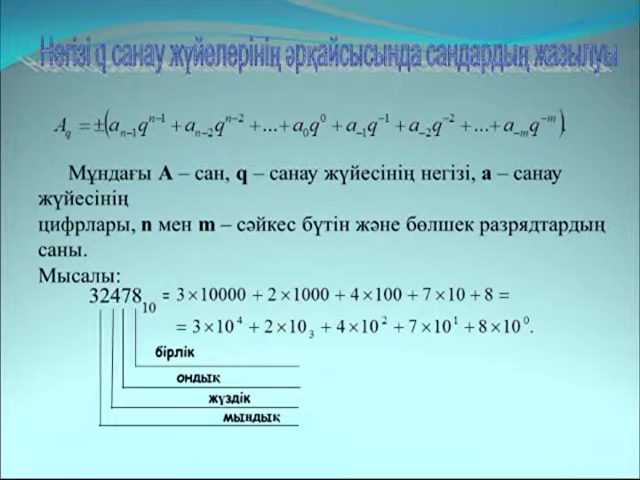 Негізі q санау жүйелерінің әрқайсысында сандардың жазылуы
A_q = ±(a_{n−1}q^{n−1} + a_{n−2}q^{n−2} + ... + a_0q^0 + a_{−1}q^{−1} + a_{−2}q^{−2} + ... + a_{−m}q^{−m}).
Мұндағы A – сан, q – санау жүйесінің негізі, a – санау
жүйесінің
цифрлары, n мен m – сәйкес бүтін және бөлшек разрядтардың
саны.
Мысалы:
32478_{10} = 3×10000 + 2×1000 + 4×100 + 7×10 + 8 =
= 3×10^4 + 2×10_3 + 4×10^2 + 7×10^1 + 8×10^0.
бірлік
ондық
жүздік
мыңдық